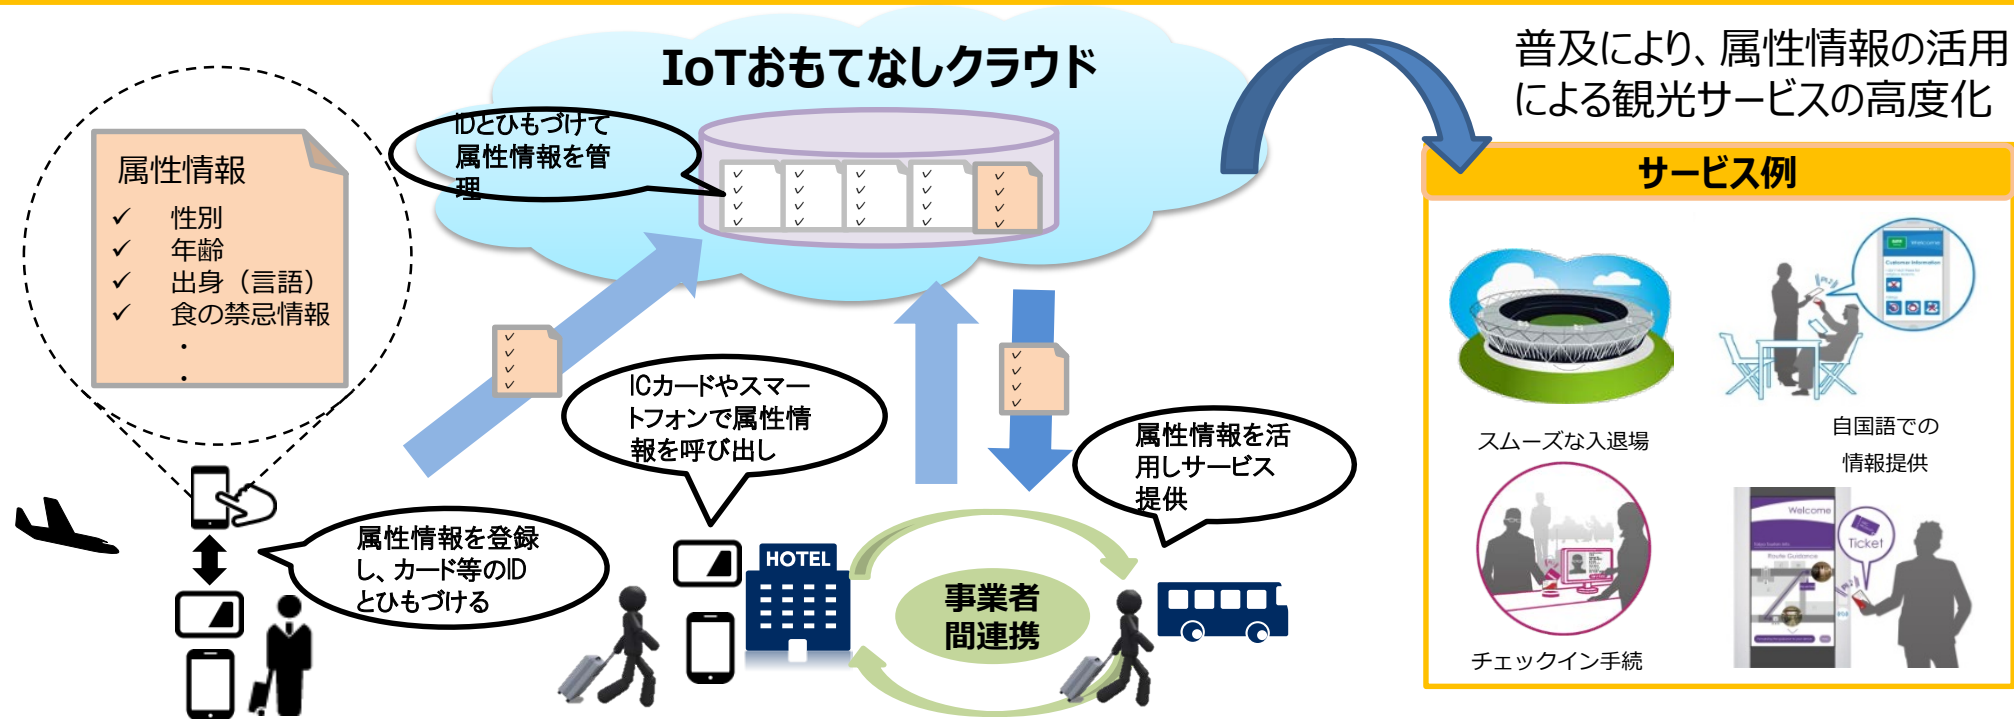 IoTおもてなしクラウド
普及により、属性情報の活用
による観光サービスの高度化
IDとひもづけて
属性情報を管
理
属性情報
✓ 性別
✓ 年齢
✓ 出身（言語）
✓ 食の禁忌情報
・
・
ICカードやスマー
トフォンで属性情
報を呼び出し
属性情報を活
用しサービス
提供
属性情報を登録
し、カード等のID
とひもづける
HOTEL
事業者
間連携
サービス例
Welcome
Customer Information
スムーズな入退場
自国語での
情報提供
Welcome
Ticket
Route Guidance
チェックイン手続